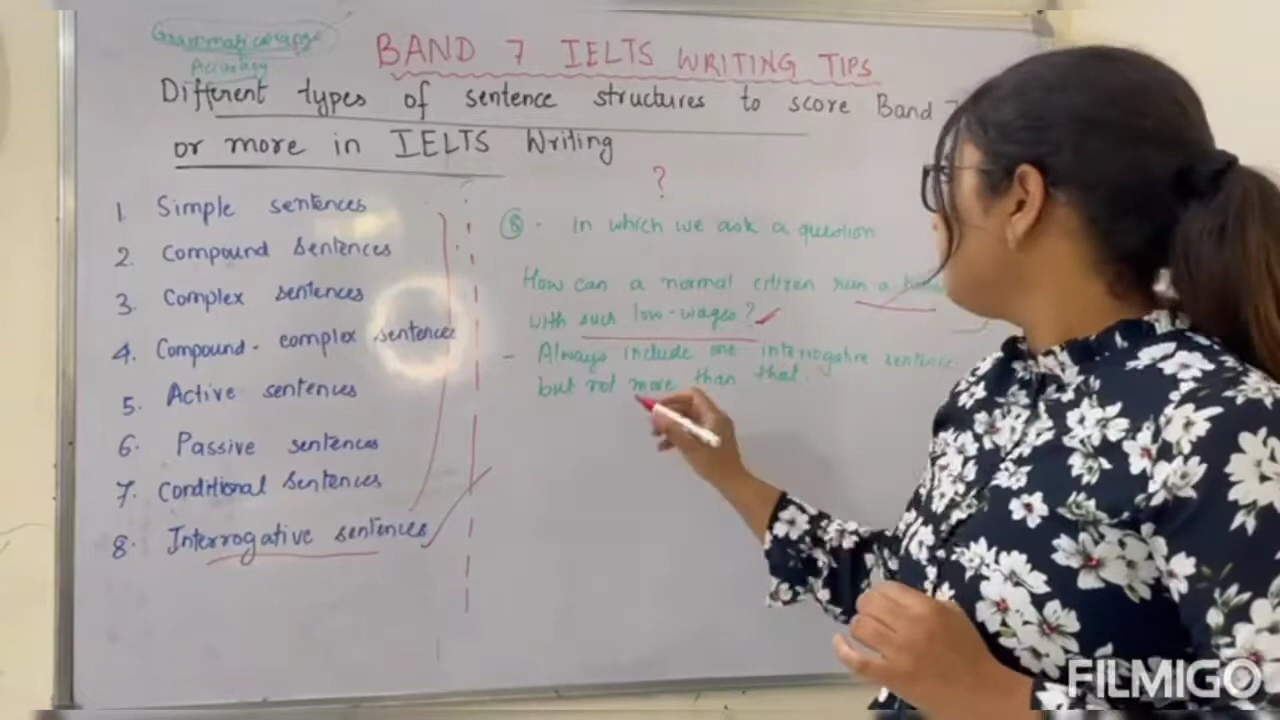 Accuracy
BAND 7 IELTS WRITING TIPS
Different types of sentence structures to score Band 7
or more in IELTS Writing
1 Simple sentences
2. Compound sentences
3. Complex sentences
4. Compound-complex sentences
5. Active sentences
6. Passive sentences
7. Conditional sentences
8. Interrogative sentences
?
8 - In which we ask a question
How can a normal citizen run a
with such low-wages?
- Always include one interrogative sentence
but not more than that.
FILMIGO